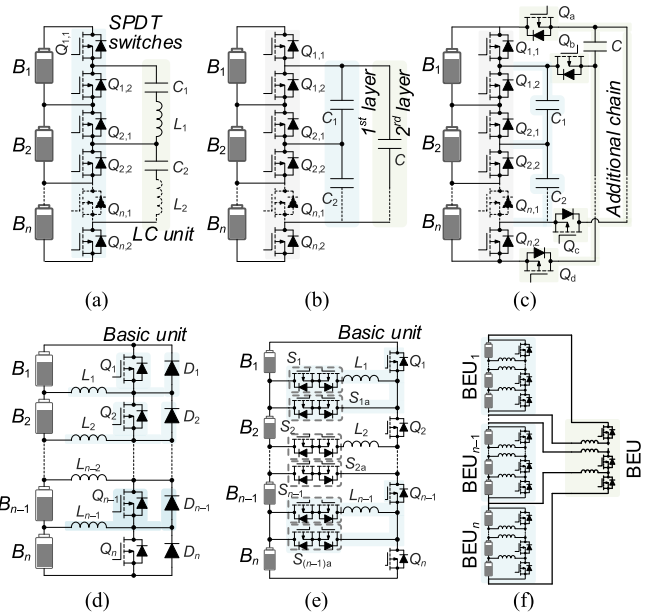 SPDT
switches
Q1,1
B1
Q1,2
C1
L1
B2
Q2,1
Q2,2
C2
L2
Bn
Qn,1
Qn,2
LC unit
(a)
B1
Q1,1
Q1,2
C1
1st layer
2rd layer
B2
Q2,1
Q2,2
C
C2
Bn
Qn,1
Qn,2
(b)
Qa
Qb
C
B1
Q1,1
Q1,2
C1
Additional chain
B2
Q2,1
Q2,2
C2
Bn
Qn,1
Qn,2
Qc
Qd
(c)
Basic unit
B1
Q1
D1
L1
B2
Q2
D2
L2
Ln−2
Bn−1
Qn−1
Dn−1
Ln−1
Bn
Qn
Dn
(d)
Basic unit
B1
S1
L1
Q1
S1a
B2
S2
L2
Q2
S2a
Bn−1
Sn−1
Ln−1
Qn−1
S(n−1)a
Bn
Qn
(e)
BEU1
BEUn−1
BEUn
BEU
(f)